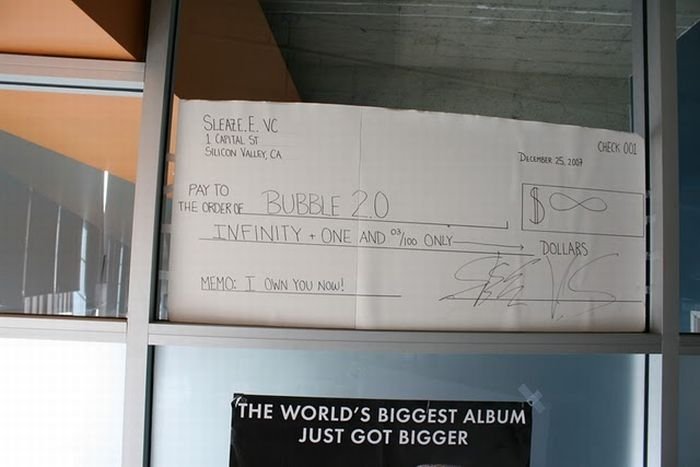 SLEAZE. E. VC
1 CAPITAL ST
SILICON VALLEY, CA
CHECK 001
DECEMBER 25, 2007
PAY TO
THE ORDER OF BUBBLE 2.0
$ ∞
INFINITY + ONE AND 03/100 ONLY DOLLARS
MEMO: I OWN YOU NOW!
THE WORLD'S BIGGEST ALBUM
JUST GOT BIGGER